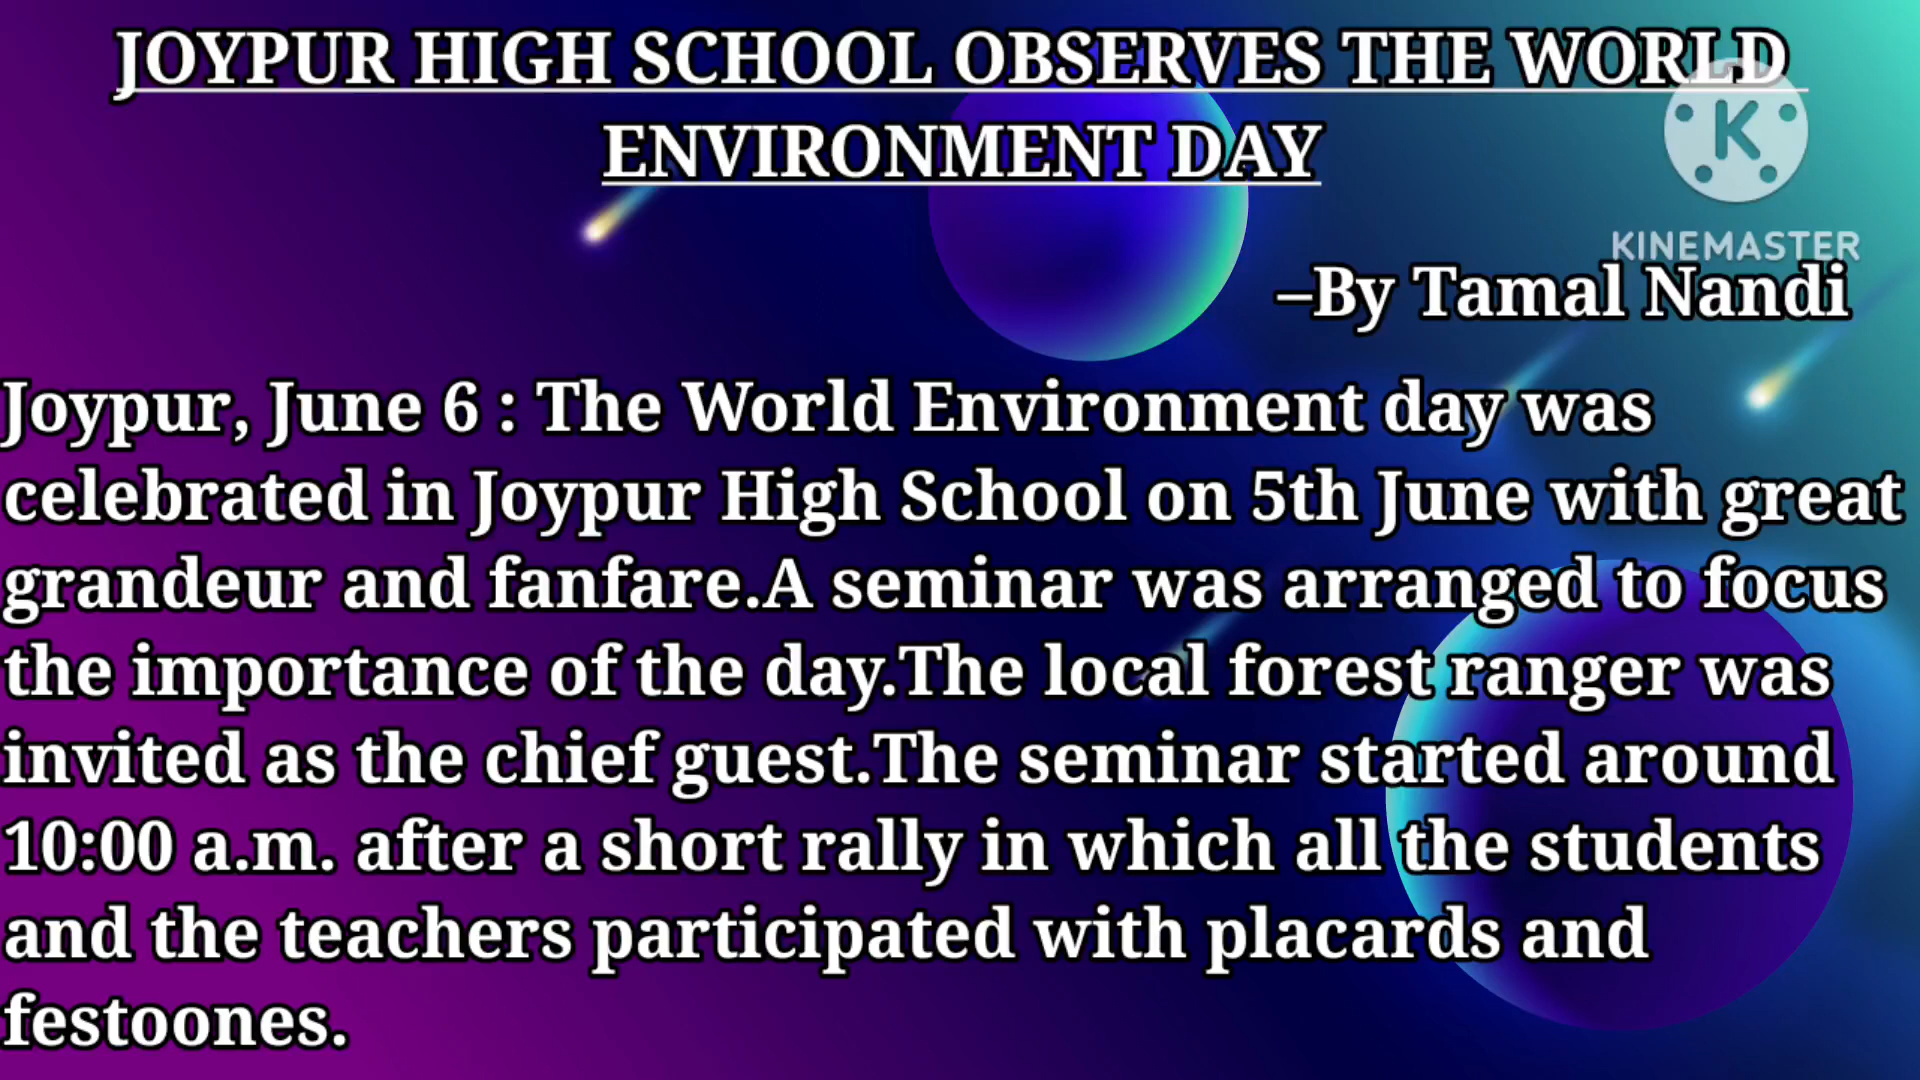 JOYPUR HIGH SCHOOL OBSERVES THE WORLD
ENVIRONMENT DAY
K
KINEMASTER
–By Tamal Nandi
Joypur, June 6 : The World Environment day was
celebrated in Joypur High School on 5th June with great
grandeur and fanfare.A seminar was arranged to focus
the importance of the day.The local forest ranger was
invited as the chief guest.The seminar started around
10:00 a.m. after a short rally in which all the students
and the teachers participated with placards and
festoones.